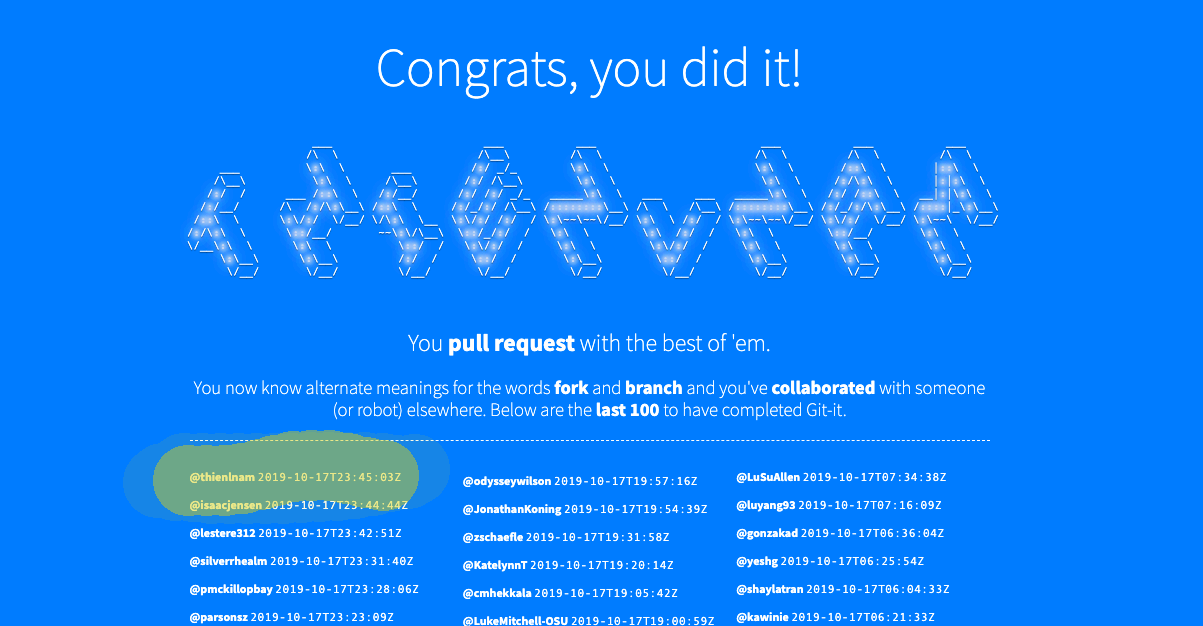 Congrats, you did it!
You pull request with the best of 'em.
You now know alternate meanings for the words fork and branch and you've collaborated with someone
(or robot) elsewhere. Below are the last 100 to have completed Git-it.
@thienlnam 2019-10-17T23:45:03Z
@isaacjensen 2019-10-17T23:44:44Z
@lestere312 2019-10-17T23:42:51Z
@silverrhealm 2019-10-17T23:31:40Z
@pmckillopbay 2019-10-17T23:28:06Z
@parsonsz 2019-10-17T23:23:09Z
@odysseywilson 2019-10-17T19:57:16Z
@JonathanKoning 2019-10-17T19:54:39Z
@zschaefle 2019-10-17T19:31:58Z
@KatelynnT 2019-10-17T19:20:14Z
@cmhekkala 2019-10-17T19:05:42Z
@LukeMitchell-OSU 2019-10-17T19:00:59Z
@LuSuAllen 2019-10-17T07:34:38Z
@luyang93 2019-10-17T07:16:09Z
@gonzakad 2019-10-17T06:36:04Z
@yeshg 2019-10-17T06:25:54Z
@shaylatran 2019-10-17T06:04:33Z
@kawinie 2019-10-17T06:21:33Z